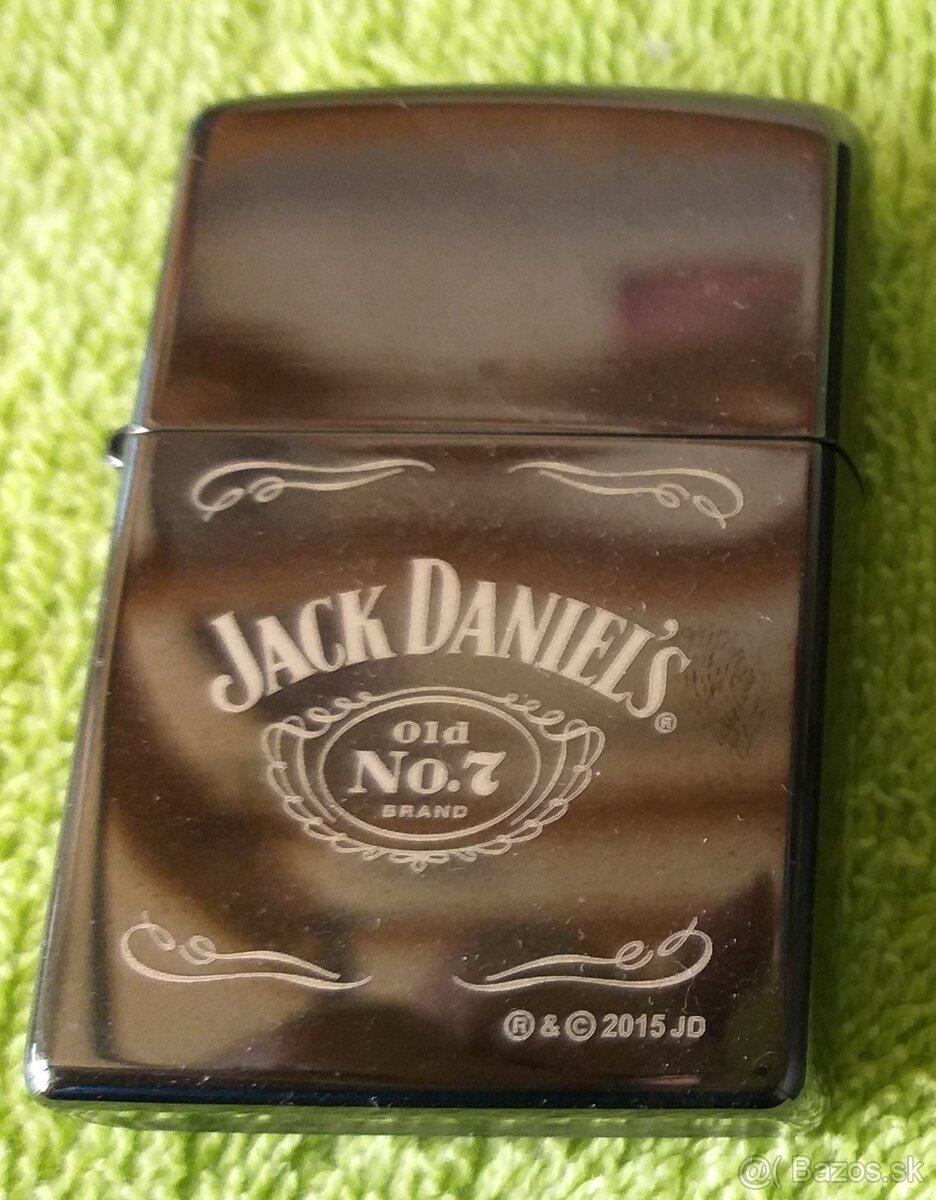 JACK DANIEL'S®
Old
No.7
BRAND
® & © 2015 JD
@( Bazos.sk